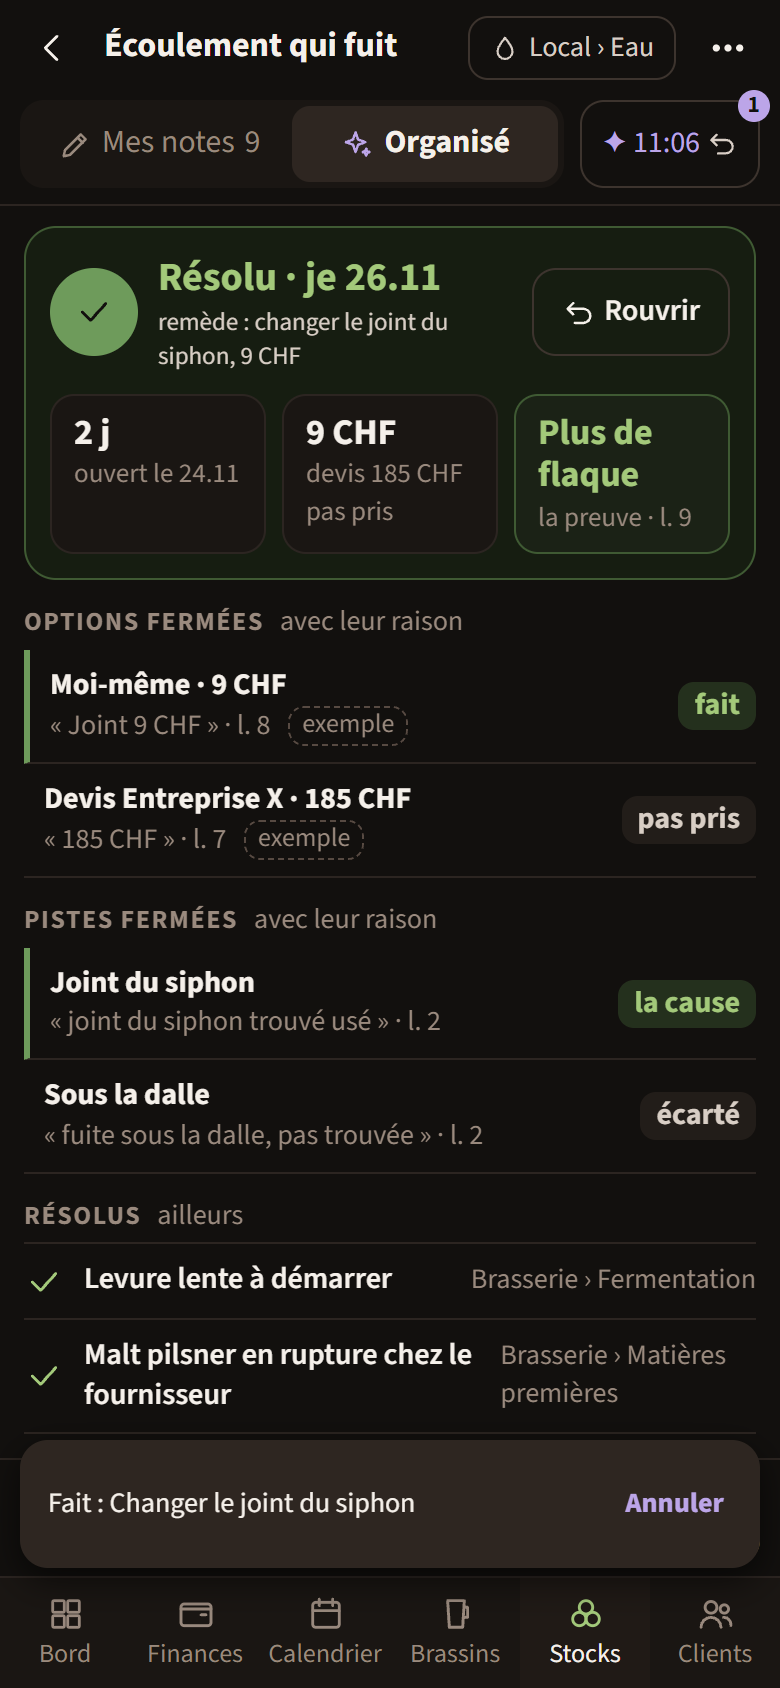 Écoulement qui fuit
Local › Eau
Mes notes 9
Organisé
11:06
1
Résolu · je 26.11
remède : changer le joint du
siphon, 9 CHF
Rouvrir
2 j
ouvert le 24.11
9 CHF
devis 185 CHF
pas pris
Plus de
flaque
la preuve · l. 9
OPTIONS FERMÉES avec leur raison
Moi-même · 9 CHF
« Joint 9 CHF » · l. 8 exemple
fait
Devis Entreprise X · 185 CHF
« 185 CHF » · l. 7 exemple
pas pris
PISTES FERMÉES avec leur raison
Joint du siphon
« joint du siphon trouvé usé » · l. 2
la cause
Sous la dalle
« fuite sous la dalle, pas trouvée » · l. 2
écarté
RÉSOLUS ailleurs
Levure lente à démarrer
Brasserie › Fermentation
Malt pilsner en rupture chez le
fournisseur
Brasserie › Matières
premières
Fait : Changer le joint du siphon
Annuler
Bord
Finances
Calendrier
Brassins
Stocks
Clients